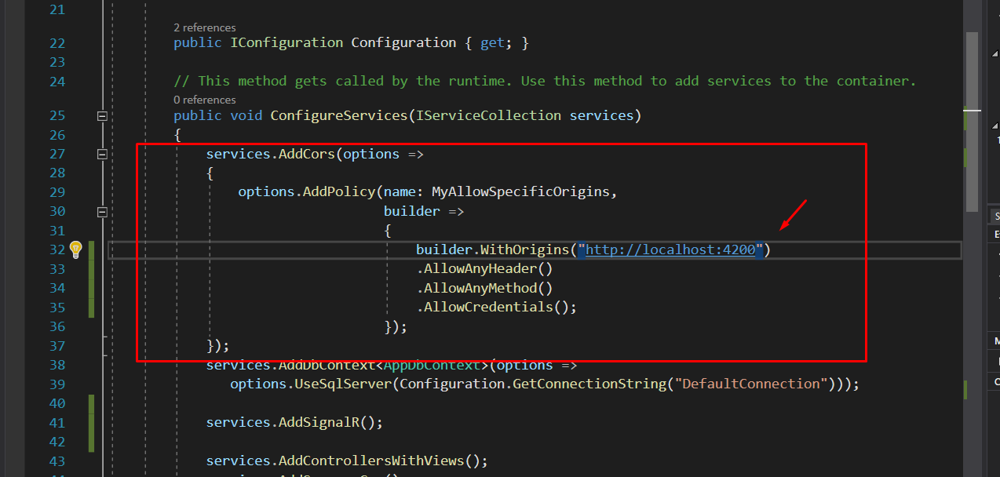 21
2 references
22 public IConfiguration Configuration { get; }
23
24 // This method gets called by the runtime. Use this method to add services to the container.
0 references
25 public void ConfigureServices(IServiceCollection services)
26 {
27 services.AddCors(options =>
28 {
29 options.AddPolicy(name: MyAllowSpecificOrigins,
30 builder =>
31 {
32 builder.WithOrigins("http://localhost:4200")
33 .AllowAnyHeader()
34 .AllowAnyMethod()
35 .AllowCredentials();
36 });
37 });
38 services.AddDbContext<AppDbContext>(options =>
39 options.UseSqlServer(Configuration.GetConnectionString("DefaultConnection")));
40
41 services.AddSignalR();
42
43 services.AddControllersWithViews();